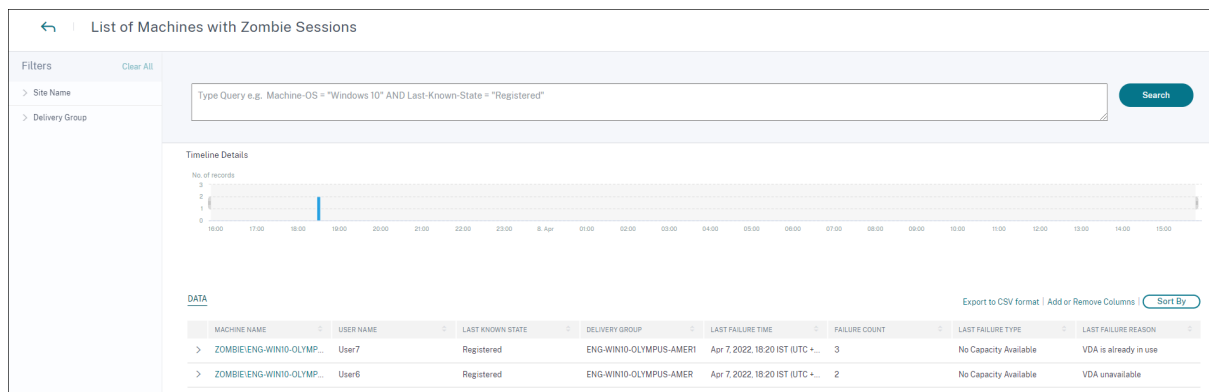 List of Machines with Zombie Sessions
Filters Clear All
Site Name
Delivery Group
Type Query e.g. Machine-OS = "Windows 10" AND Last-Known-State = "Registered"
Search
Timeline Details
No. of records
3
2
1
0
16:00 17:00 18:00 19:00 20:00 21:00 22:00 23:00 8. Apr 01:00 02:00 03:00 04:00 05:00 06:00 07:00 08:00 09:00 10:00 11:00 12:00 13:00 14:00 15:00
DATA Export to CSV format | Add or Remove Columns | Sort By
MACHINE NAME USER NAME LAST KNOWN STATE DELIVERY GROUP LAST FAILURE TIME FAILURE COUNT LAST FAILURE TYPE LAST FAILURE REASON
ZOMBIE\ENG-WIN10-OLYMP... User7 Registered ENG-WIN10-OLYMPUS-AMER1 Apr 7, 2022, 18:20 IST (UTC +... 3 No Capacity Available VDA is already in use
ZOMBIE\ENG-WIN10-OLYMP... User6 Registered ENG-WIN10-OLYMPUS-AMER Apr 7, 2022, 18:20 IST (UTC +... 2 No Capacity Available VDA unavailable